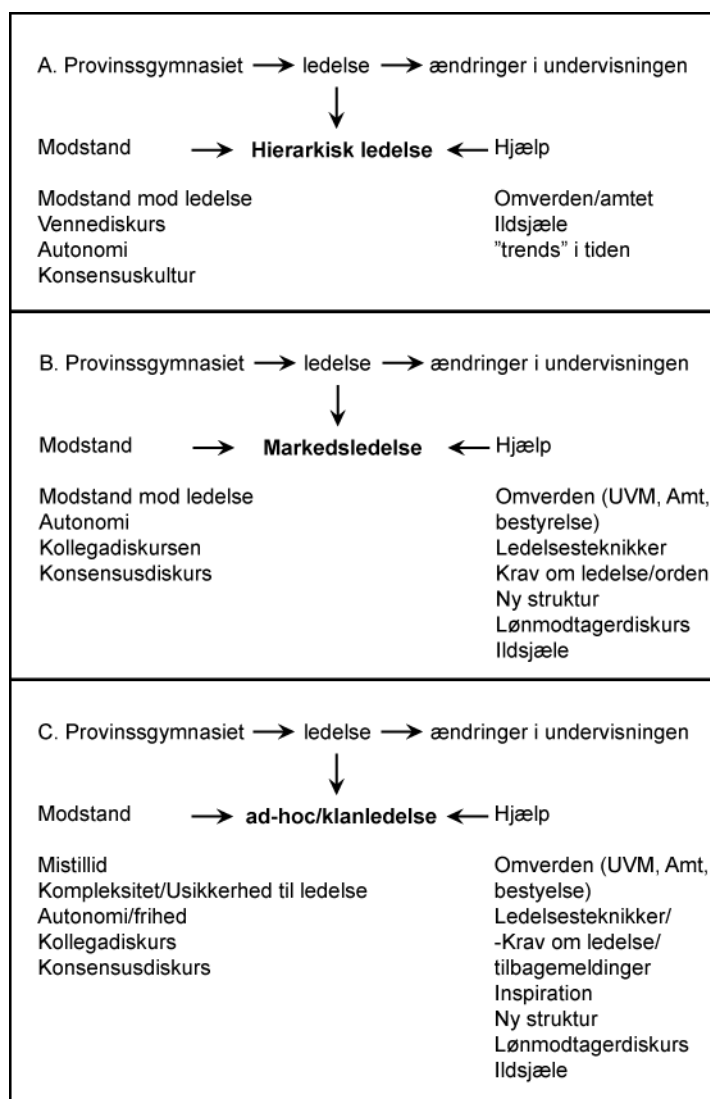 A. Provinssgymnasiet → ledelse → ændringer i undervisningen
Modstand → Hierarkisk ledelse ← Hjælp
Modstand mod ledelse
Vennediskurs
Autonomi
Konsensuskultur
Omverden/amtet
Ildsjæle
”trends” i tiden
B. Provinssgymnasiet → ledelse → ændringer i undervisningen
Modstand → Markedsledelse ← Hjælp
Modstand mod ledelse
Autonomi
Kollegadiskursen
Konsensusdiskurs
Omverden (UVM, Amt,
bestyrelse)
Ledelsesteknikker
Krav om ledelse/orden
Ny struktur
Lønmodtagerdiskurs
Ildsjæle
C. Provinssgymnasiet → ledelse → ændringer i undervisningen
Modstand → ad-hoc/klanledelse ← Hjælp
Mistillid
Kompleksitet/Usikkerhed til ledelse
Autonomi/frihed
Kollegadiskurs
Konsensusdiskurs
Omverden (UVM, Amt,
bestyelse)
Ledelsesteknikker/
-Krav om ledelse/
tilbagemeldinger
Inspiration
Ny struktur
Lønmodtagerdiskurs
Ildsjæle